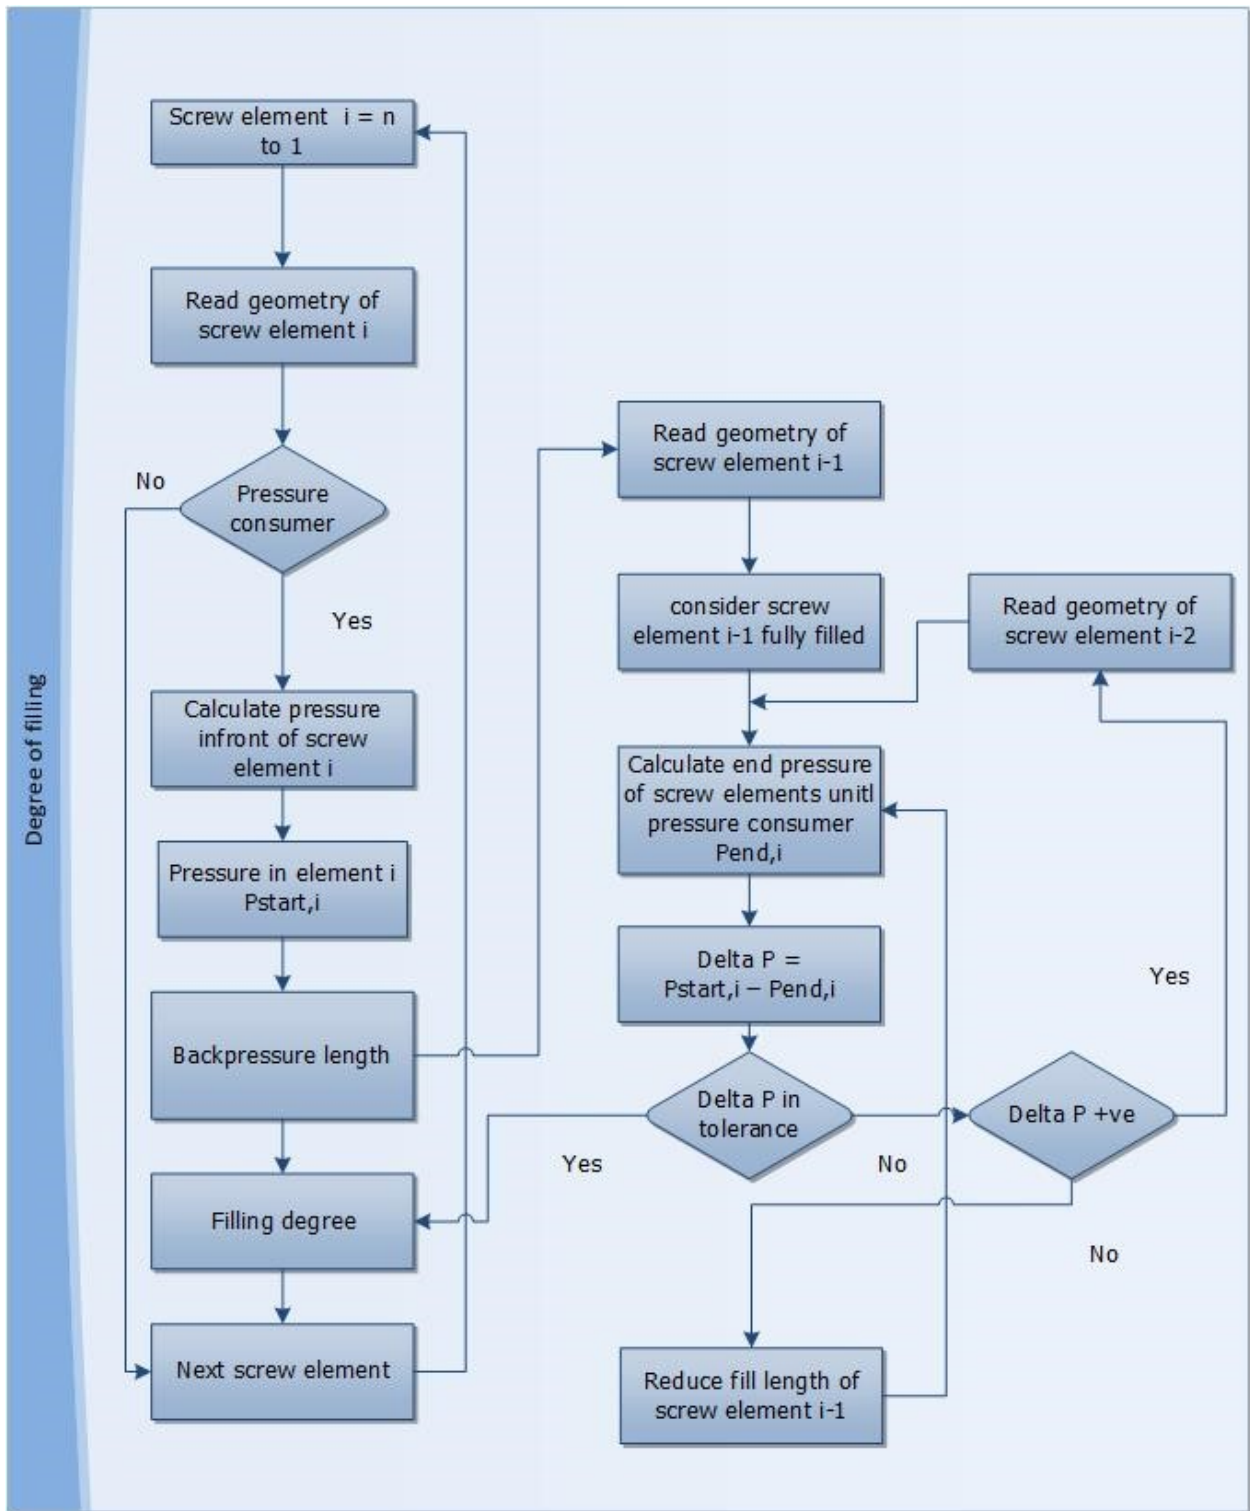 Degree of filling
Screw element i = n
to 1
Read geometry of
screw element i
No
Pressure
consumer
Yes
Calculate pressure
infront of screw
element i
Pressure in element i
Pstart,i
Backpressure length
Filling degree
Next screw element
Read geometry of
screw element i-1
consider screw
element i-1 fully filled
Read geometry of
screw element i-2
Calculate end pressure
of screw elements unitl
pressure consumer
Pend,i
Delta P =
Pstart,i – Pend,i
Yes
Delta P in
tolerance
Delta P +ve
Yes
No
No
Reduce fill length of
screw element i-1